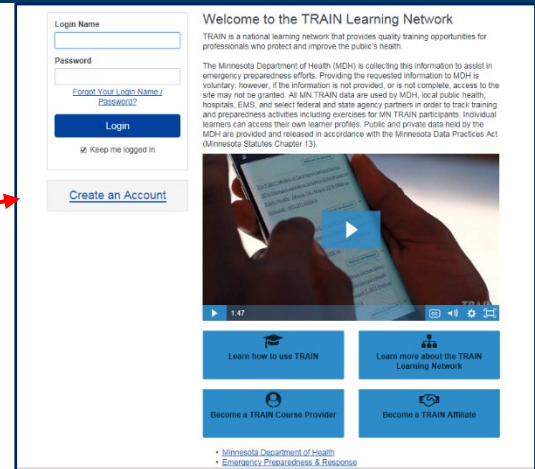 Login Name
Password
Forgot Your Login Name /
Password?
Login
Keep me logged in
Create an Account
Welcome to the TRAIN Learning Network
TRAIN is a national learning network that provides quality training opportunities for
professionals who protect and improve the public's health.
The Minnesota Department of Health (MDH) is collecting this information to assist in
emergency preparedness efforts. Providing the requested information to MDH is
voluntary; however, if the information is not provided, or is not complete, access to the
site may not be granted. All MN.TRAIN data are used by MDH, local public health,
hospitals, EMS, and select federal and state agency partners in order to track training
and preparedness activities including exercises for MN.TRAIN participants. Individual
learners can access their own learner profiles. Public and private data held by the
MDH are provided and released in accordance with the Minnesota Data Practices Act
(Minnesota Statutes Chapter 13).
TRAIN
1:47
CC
Learn how to use TRAIN
Learn more about the TRAIN
Learning Network
Become a TRAIN Course Provider
Become a TRAIN Affiliate
Minnesota Department of Health
Emergency Preparedness & Response